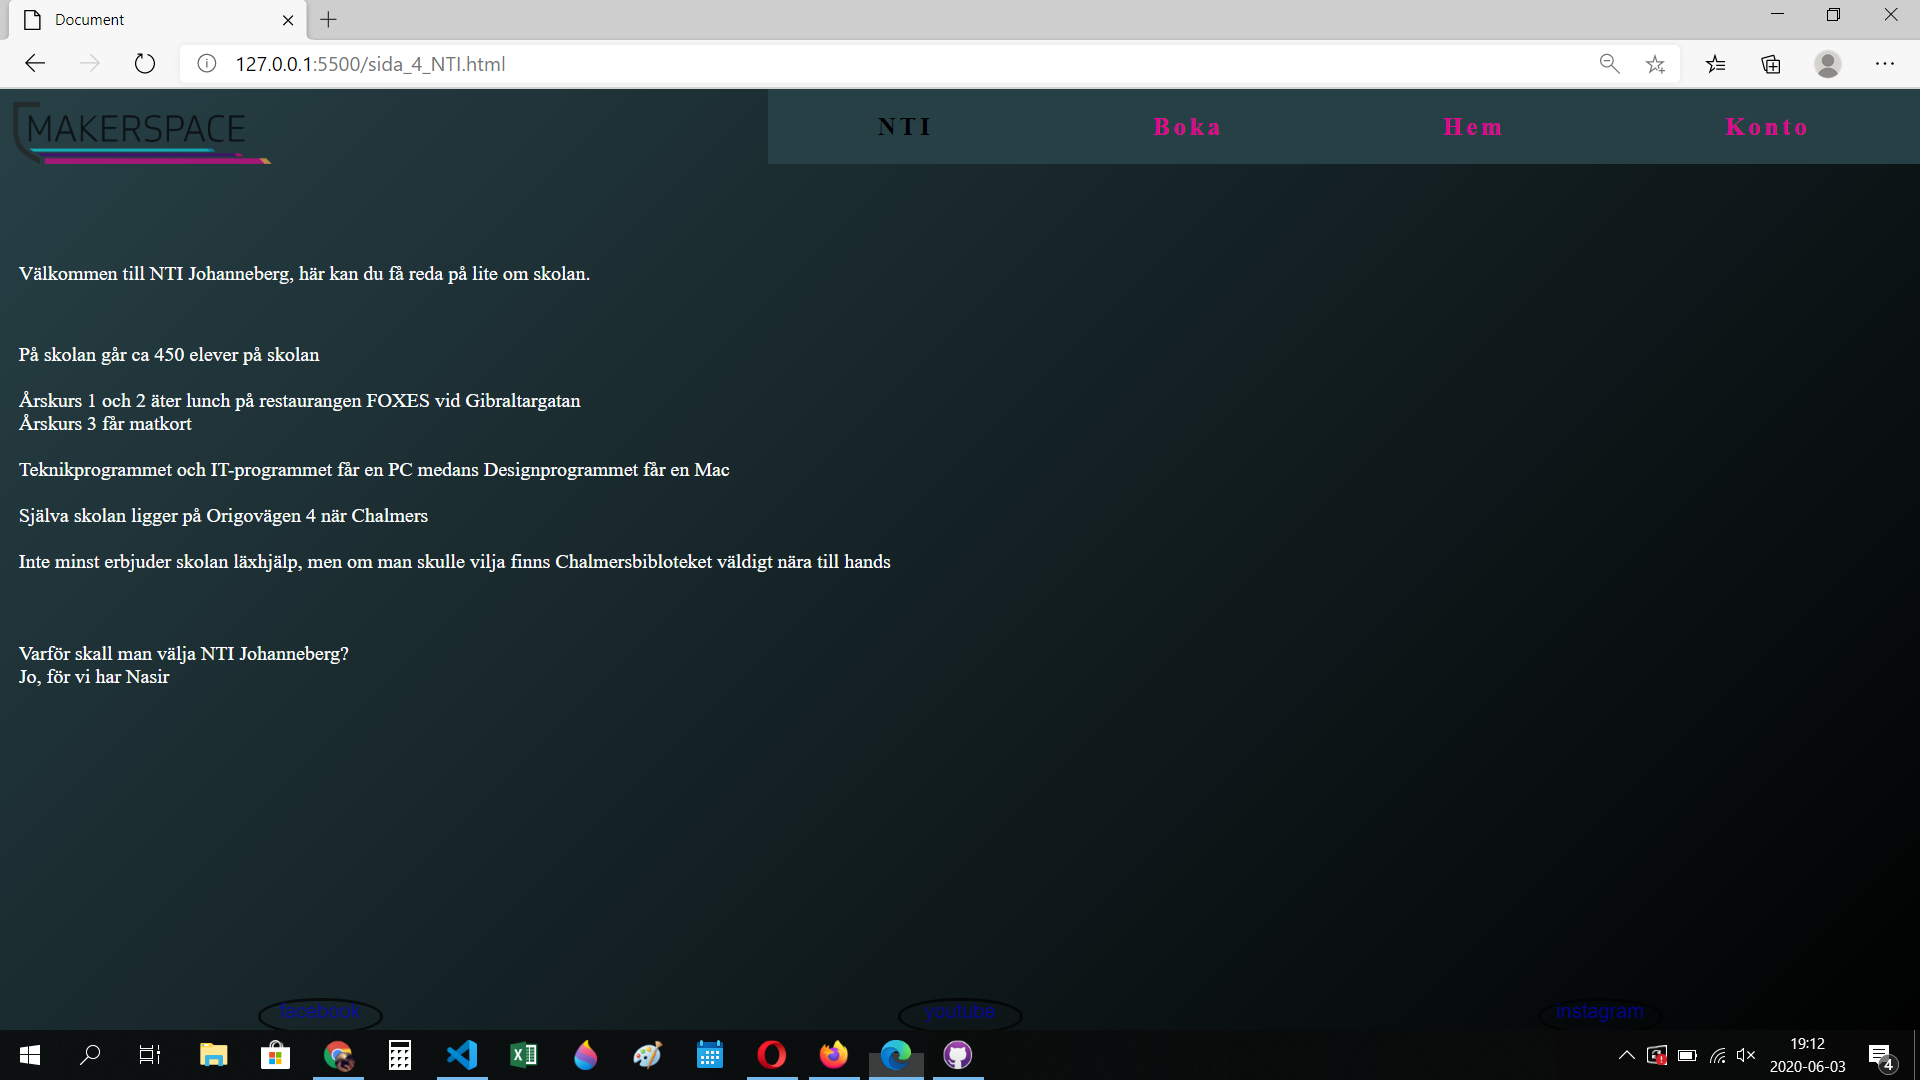 Document
127.0.0.1:5500/sida_4_NTI.html
MAKERSPACE
NTI Boka Hem Konto
Välkommen till NTI Johanneberg, här kan du få reda på lite om skolan.
På skolan går ca 450 elever på skolan
Årskurs 1 och 2 äter lunch på restaurangen FOXES vid Gibraltargatan
Årskurs 3 får matkort
Teknikprogrammet och IT-programmet får en PC medans Designprogrammet får en Mac
Själva skolan ligger på Origovägen 4 när Chalmers
Inte minst erbjuder skolan läxhjälp, men om man skulle vilja finns Chalmersbibloteket väldigt nära till hands
Varför skall man välja NTI Johanneberg?
Jo, för vi har Nasir
youtube instagram
19:12
2020-06-03
4